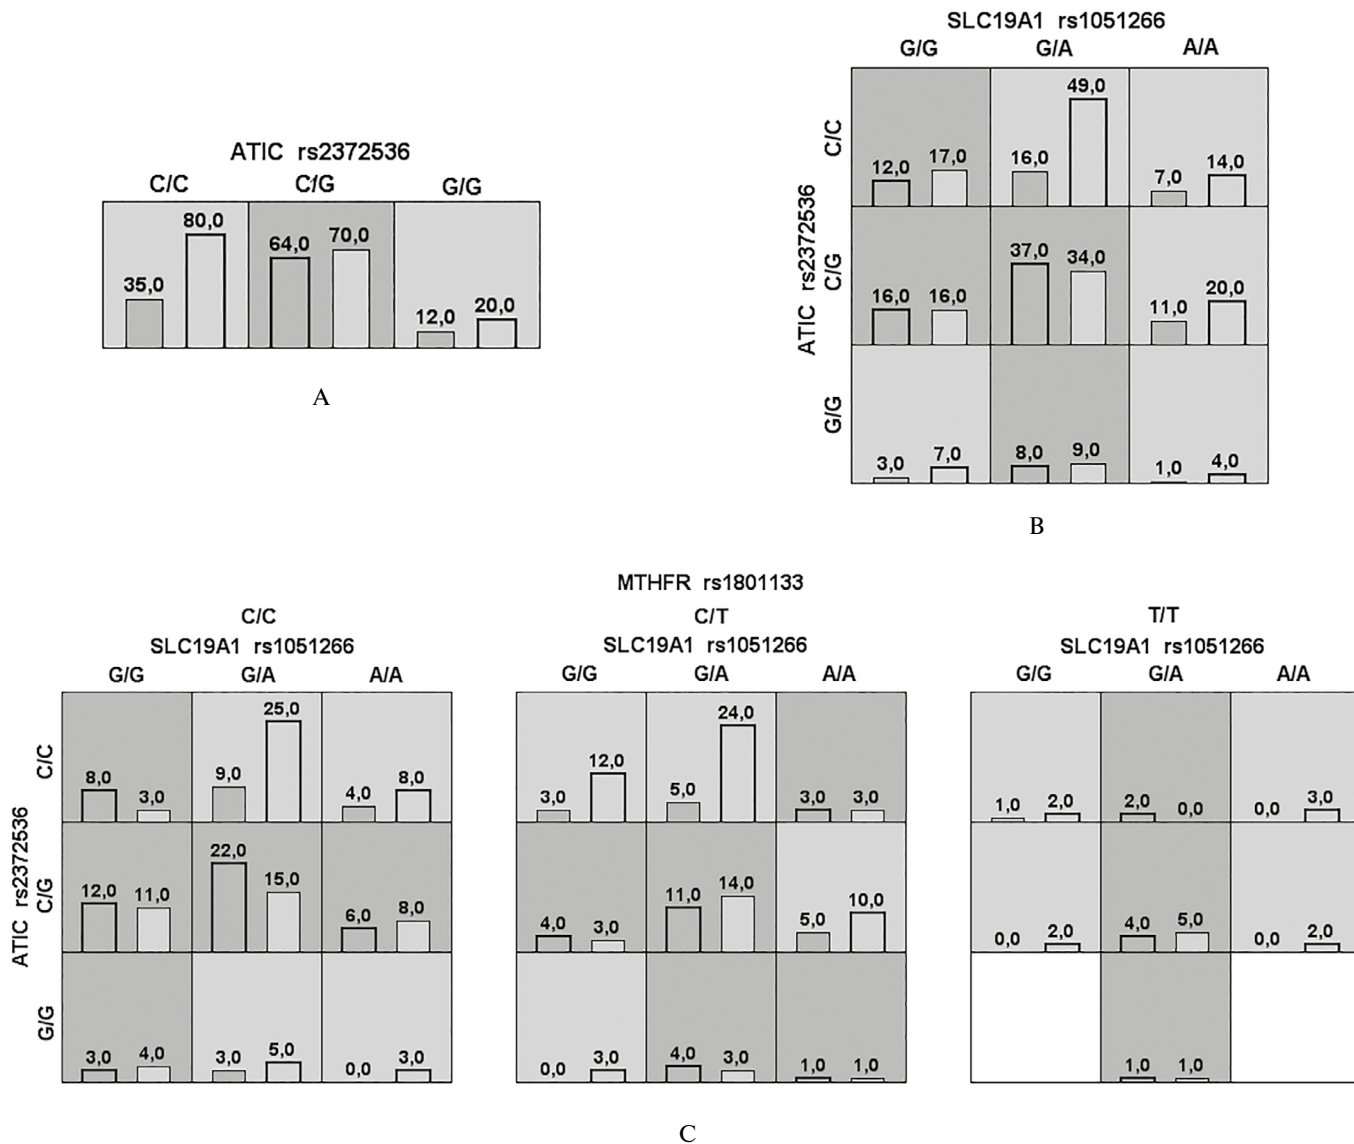 ATIC rs2372536
C/C C/G G/G
35,0 80,0 64,0 70,0 12,0 20,0
A
SLC19A1 rs1051266
G/G G/A A/A
ATIC rs2372536
C/C
12,0 17,0 16,0 49,0 7,0 14,0
C/G
16,0 16,0 37,0 34,0 11,0 20,0
G/G
3,0 7,0 8,0 9,0 1,0 4,0
B
MTHFR rs1801133
C/C
SLC19A1 rs1051266
G/G G/A A/A
ATIC rs2372536
C/C
8,0 3,0 9,0 25,0 4,0 8,0
C/G
12,0 11,0 22,0 15,0 6,0 8,0
G/G
3,0 4,0 3,0 5,0 0,0 3,0
C/T
SLC19A1 rs1051266
G/G G/A A/A
3,0 12,0 5,0 24,0 3,0 3,0
4,0 3,0 11,0 14,0 5,0 10,0
0,0 3,0 4,0 3,0 1,0 1,0
T/T
SLC19A1 rs1051266
G/G G/A A/A
1,0 2,0 2,0 0,0 0,0 3,0
0,0 2,0 4,0 5,0 0,0 2,0
1,0 1,0
C